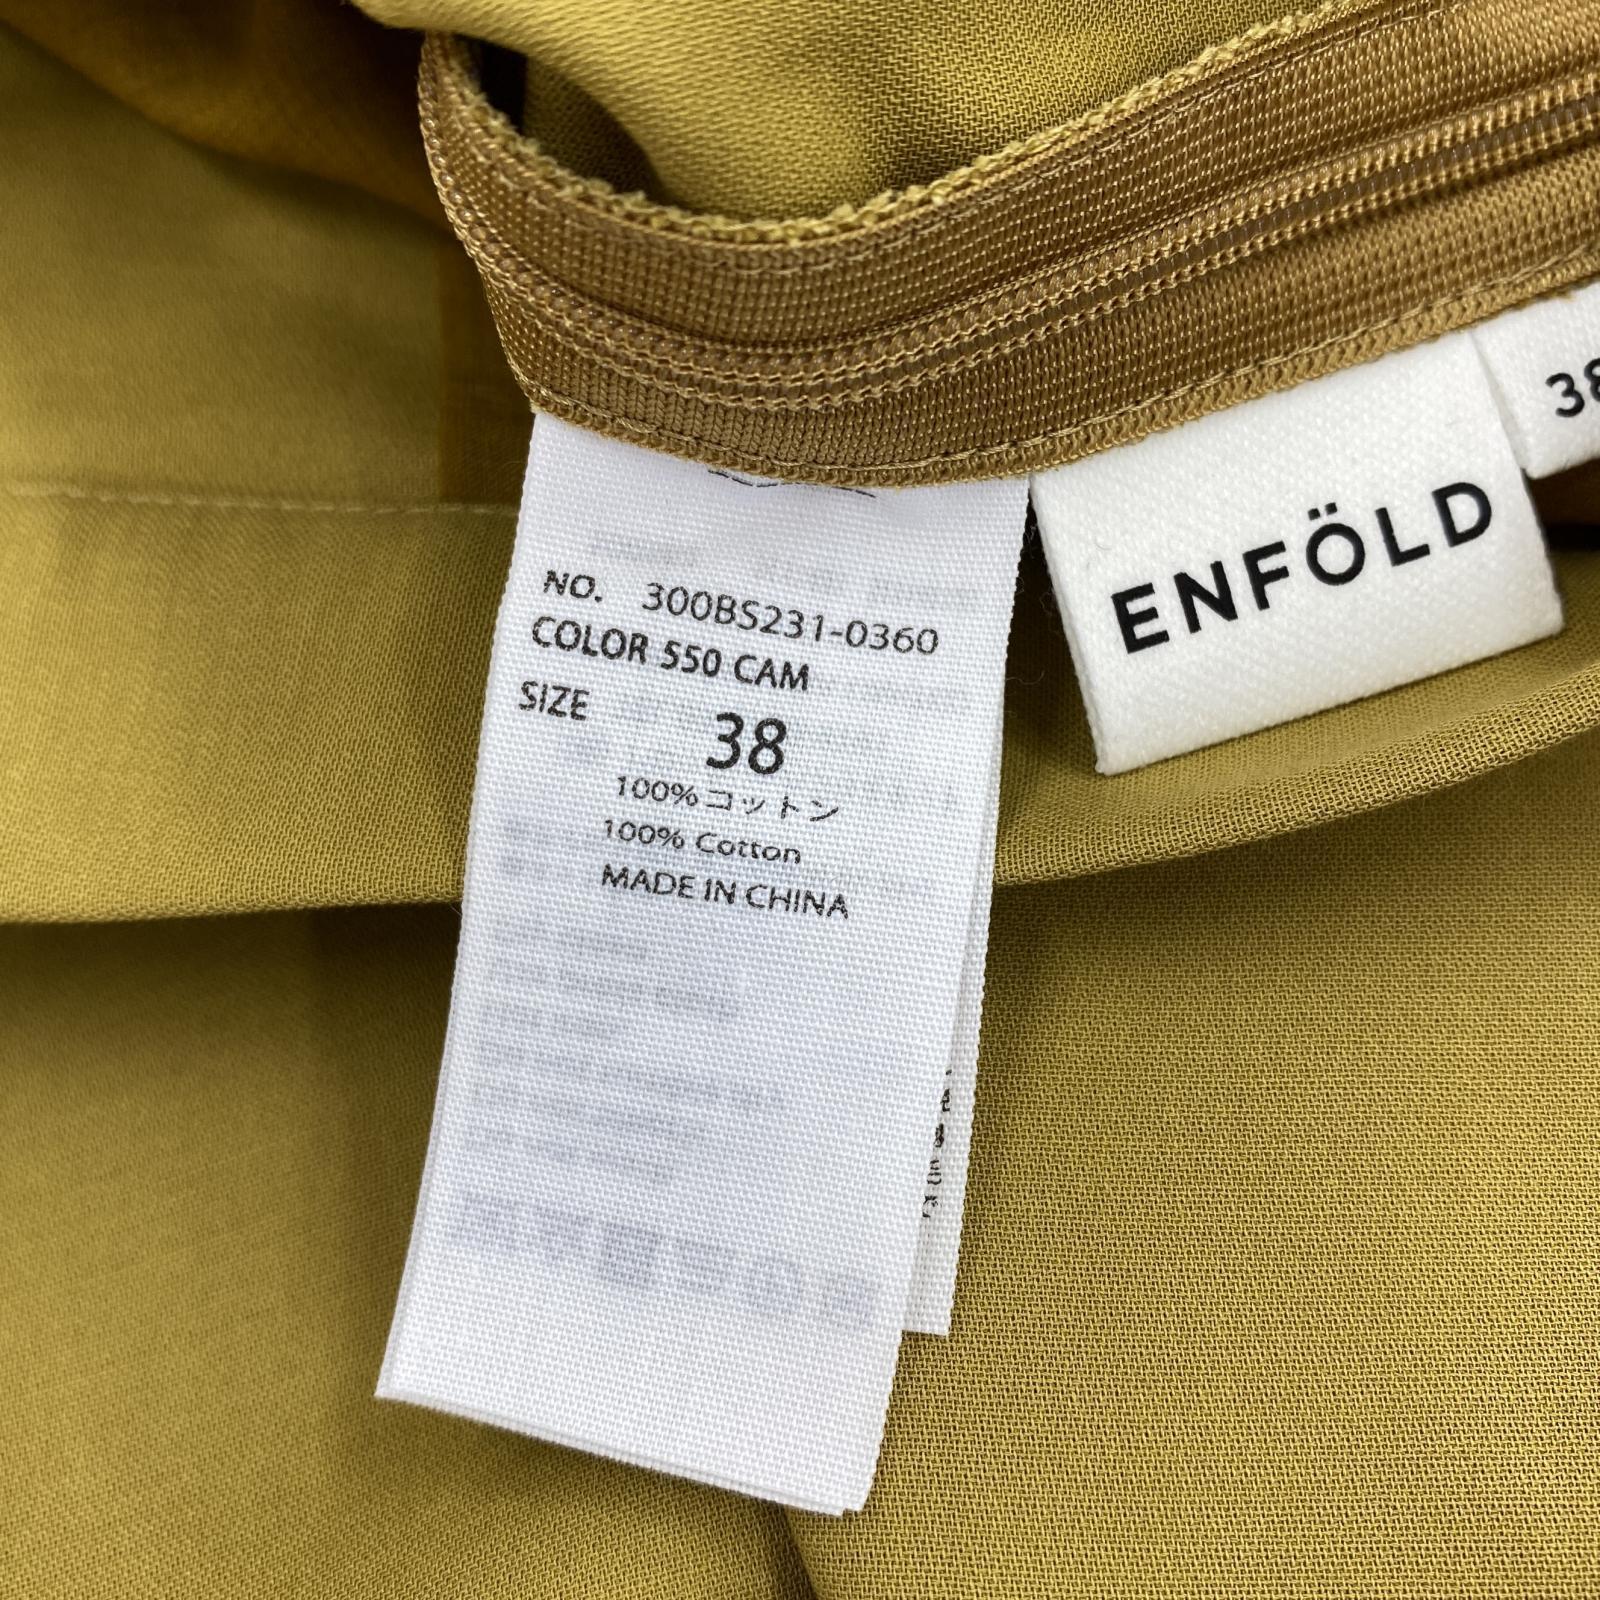 NO. 300BS231-0360
COLOR 550 CAM
SIZE 38
100%コットン
100% Cotton
MADE IN CHINA
ENFÖLD
38